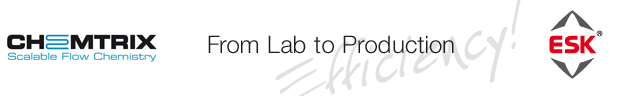 CHEMTRIX
Scalable Flow Chemistry
From Lab to Production
Efficiency!
ESK®